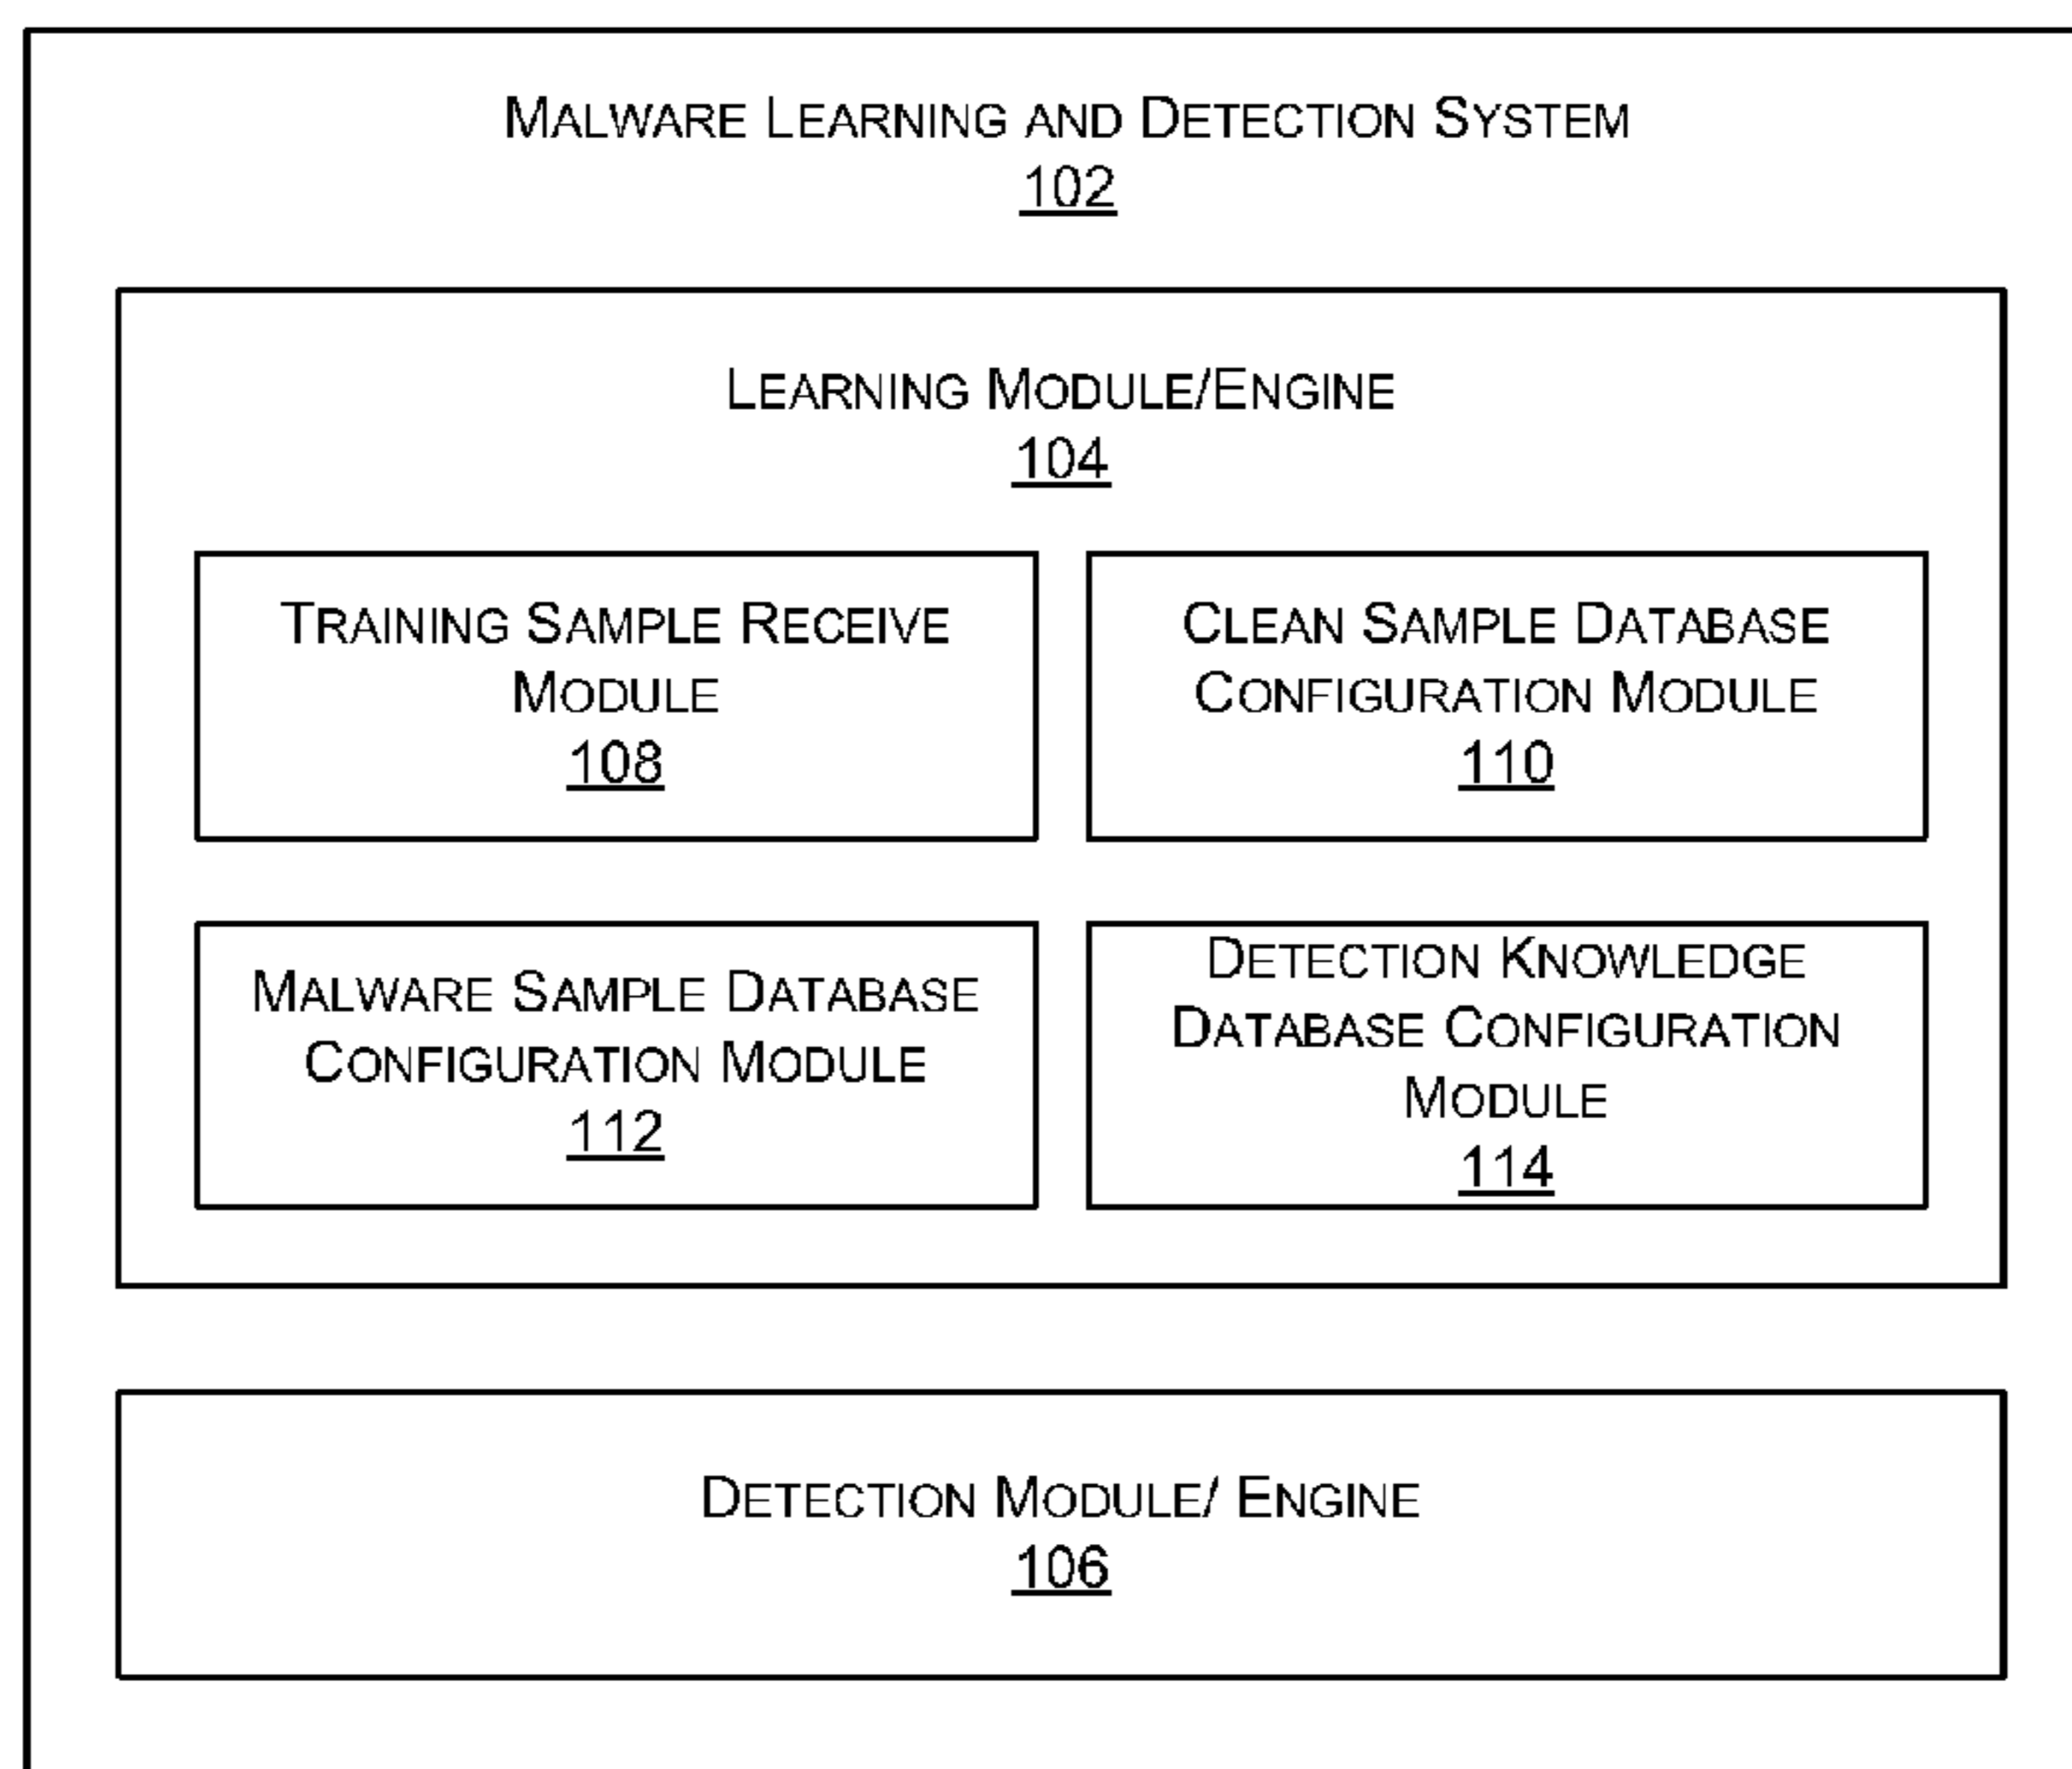 MALWARE LEARNING AND DETECTION SYSTEM
102
LEARNING MODULE/ENGINE
104
TRAINING SAMPLE RECEIVE
MODULE
108
CLEAN SAMPLE DATABASE
CONFIGURATION MODULE
110
MALWARE SAMPLE DATABASE
CONFIGURATION MODULE
112
DETECTION KNOWLEDGE
DATABASE CONFIGURATION
MODULE
114
DETECTION MODULE/ ENGINE
106